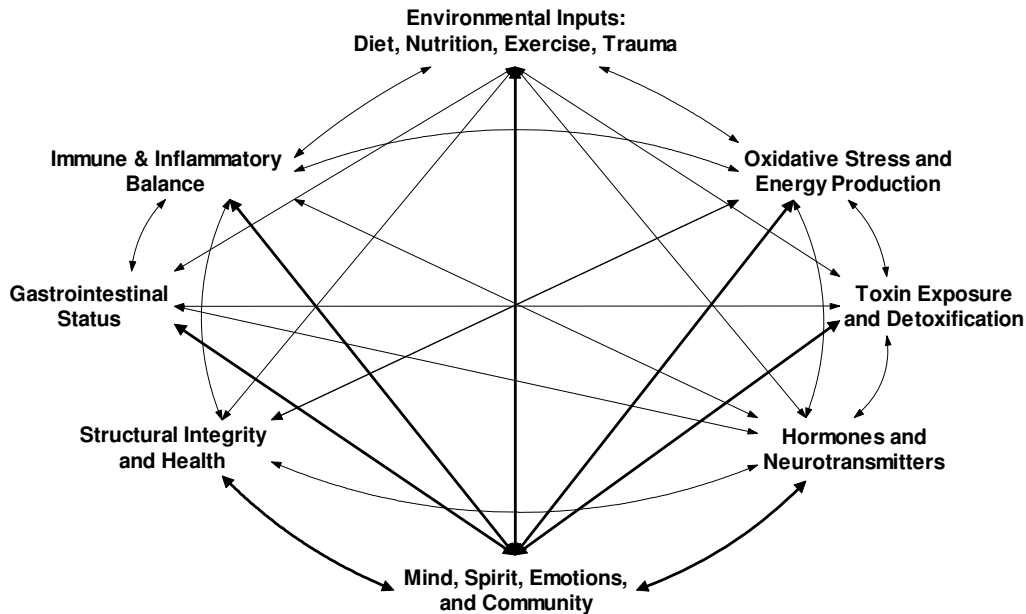 Environmental Inputs:
Diet, Nutrition, Exercise, Trauma
Immune & Inflammatory
Balance
Oxidative Stress and
Energy Production
Gastrointestinal
Status
Toxin Exposure
and Detoxification
Structural Integrity
and Health
Hormones and
Neurotransmitters
Mind, Spirit, Emotions,
and Community